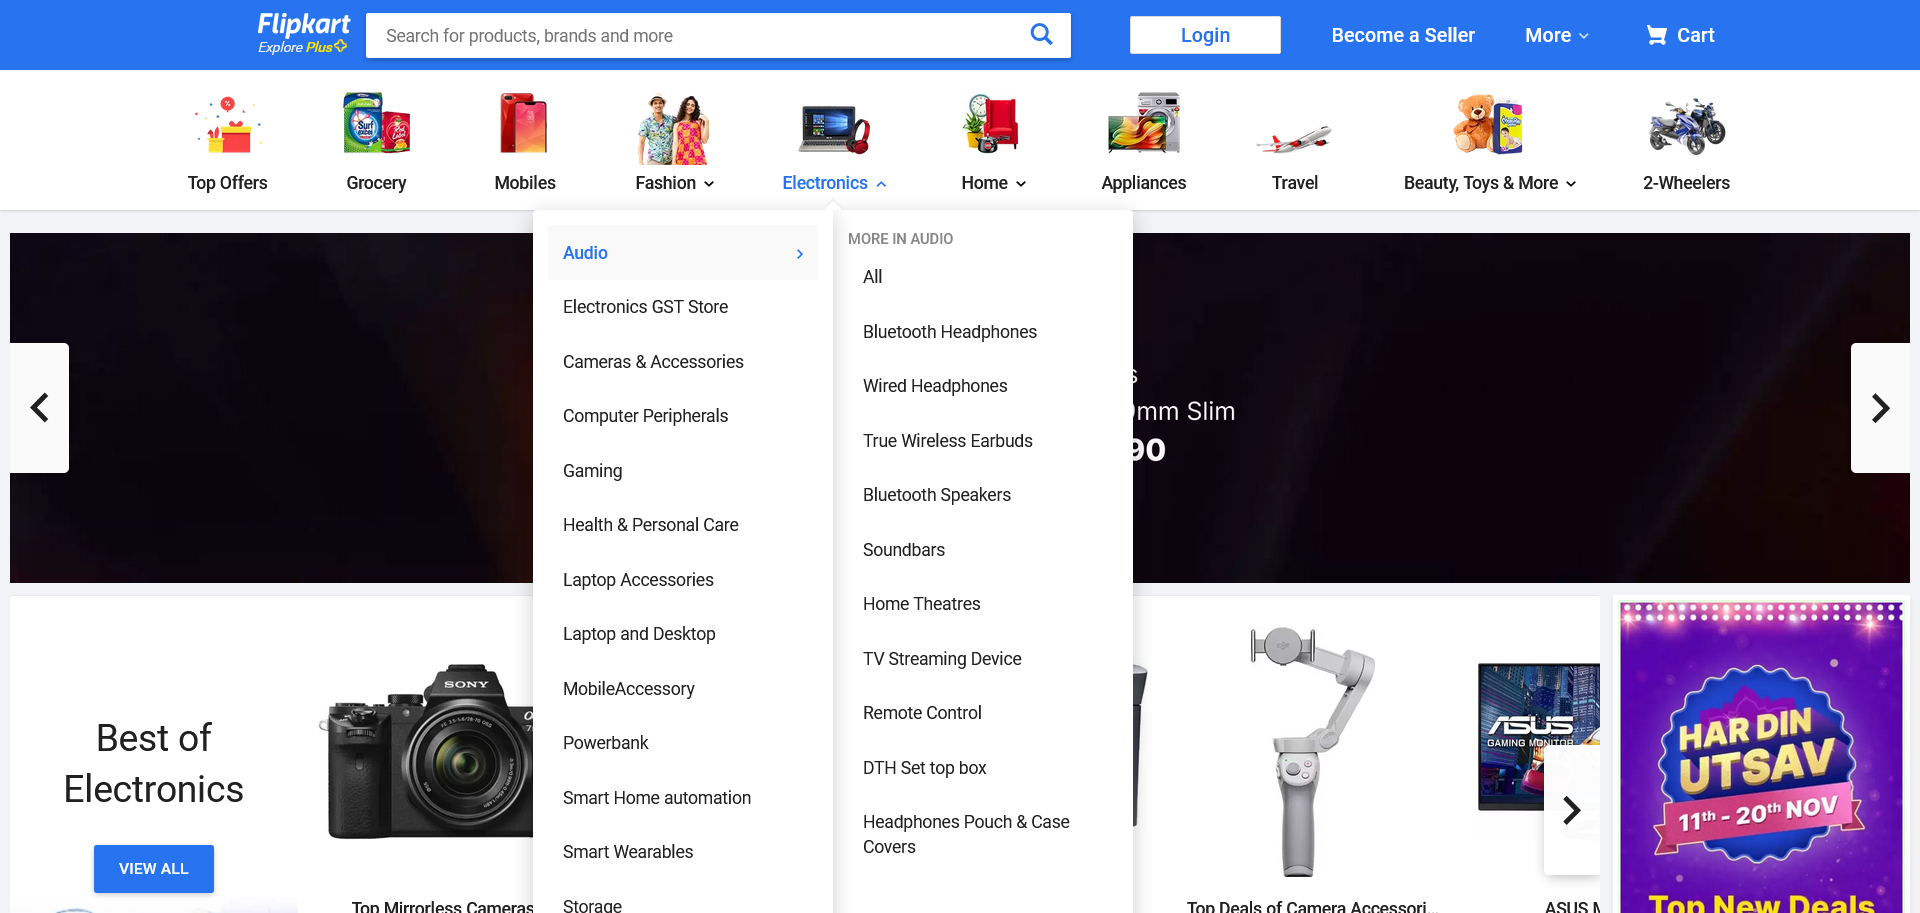 Flipkart
Explore Plus
Search for products, brands and more
Login
Become a Seller
More
Cart
Top Offers
Grocery
Mobiles
Fashion
Electronics
Home
Appliances
Travel
Beauty, Toys & More
2-Wheelers
Audio
Electronics GST Store
Cameras & Accessories
Computer Peripherals
Gaming
Health & Personal Care
Laptop Accessories
Laptop and Desktop
MobileAccessory
Powerbank
Smart Home automation
Smart Wearables
Storage
MORE IN AUDIO
All
Bluetooth Headphones
Wired Headphones
True Wireless Earbuds
Bluetooth Speakers
Soundbars
Home Theatres
TV Streaming Device
Remote Control
DTH Set top box
Headphones Pouch & Case
Covers
s
0mm Slim
90
Best of
Electronics
VIEW ALL
SONY
Top Mirrorless Cameras
Top Deals of Camera Accessori...
ASUS
GAMING MONITOR
ASUS M
HAR DIN
UTSAV
11th - 20th NOV
Top New Deals